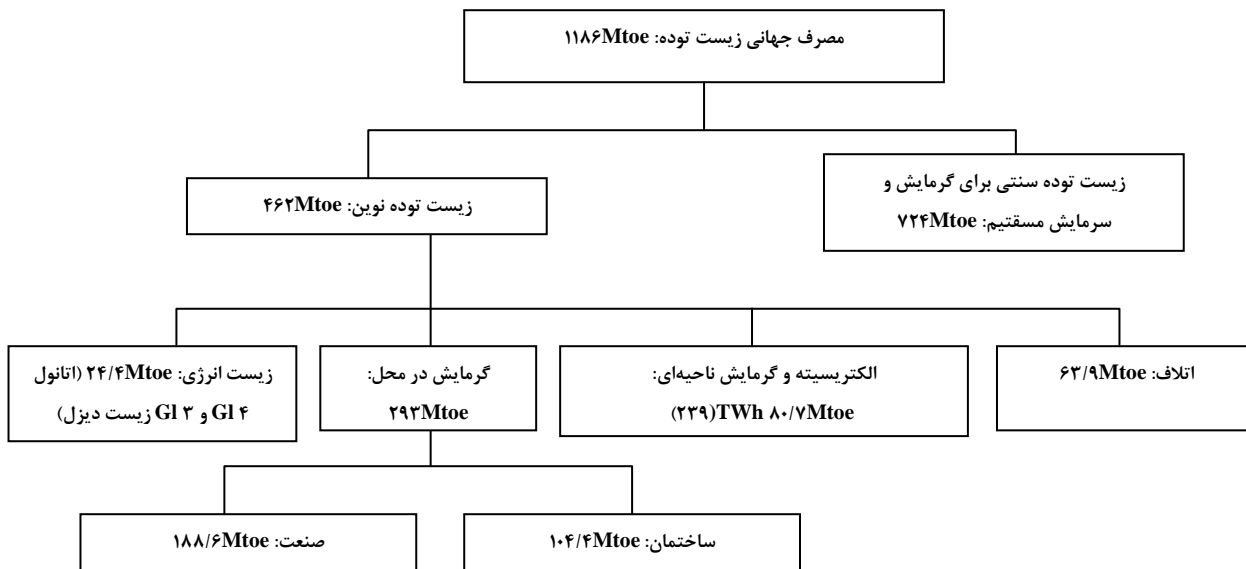 مصرف جهانی زیست توده: ۱۱۸۶Mtoe
زیست توده سنتی برای گرمایش و
سرمایش مسقتیم: ۷۲۴Mtoe
زیست توده نوین: ۴۶۲Mtoe
اتلاف: ۶۳/۹Mtoe
الکتریسیته و گرمایش ناحیه‌ای:
۸۰/۷Mtoe (۲۳۹)TWh
گرمایش در محل:
۲۹۳Mtoe
زیست انرژی: ۲۴/۴Mtoe (اتانول
۴ Gl و ۳ Gl زیست دیزل)
ساختمان: ۱۰۴/۴Mtoe
صنعت: ۱۸۸/۶Mtoe